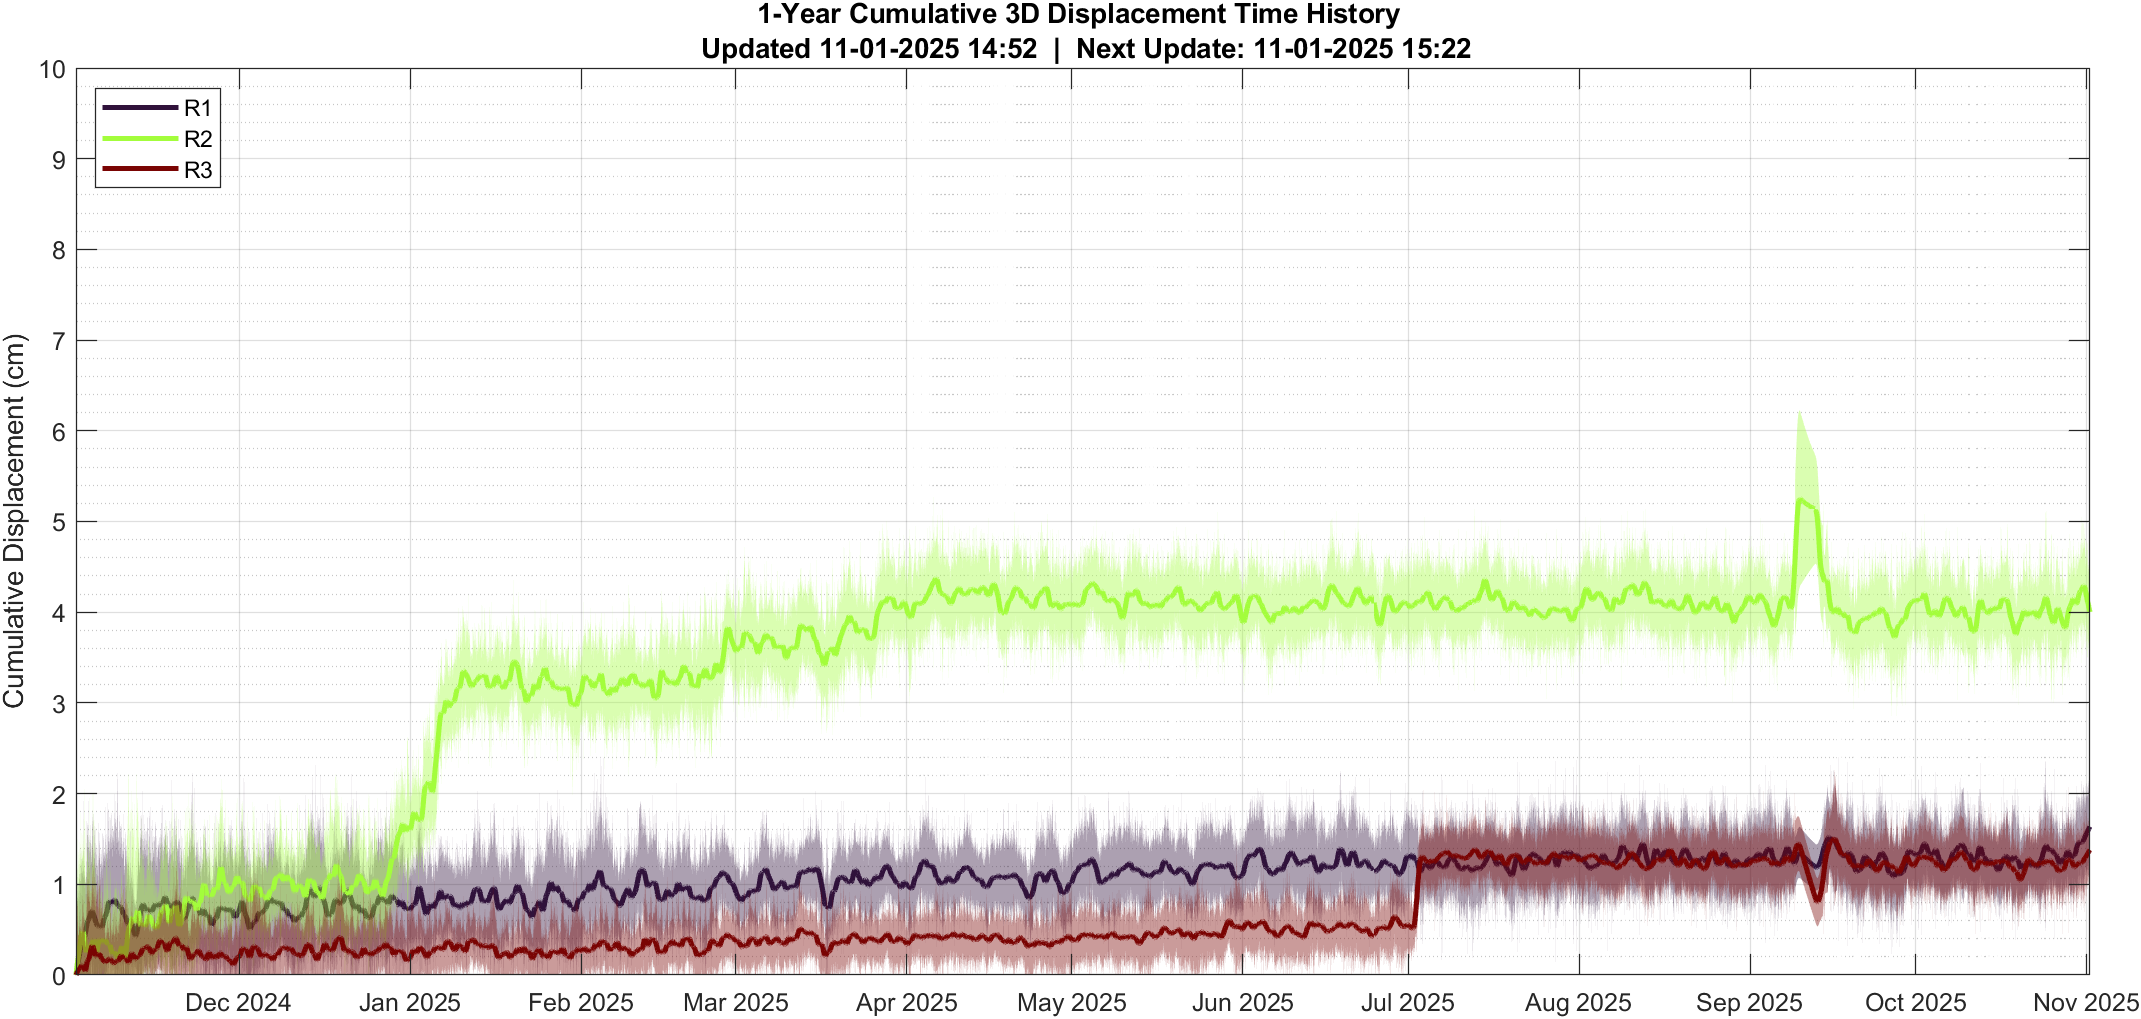 1-Year Cumulative 3D Displacement Time History
Updated 11-01-2025 14:52 | Next Update: 11-01-2025 15:22
R1
R2
R3
Cumulative Displacement (cm)
10
9
8
7
6
5
4
3
2
1
0
Dec 2024
Jan 2025
Feb 2025
Mar 2025
Apr 2025
May 2025
Jun 2025
Jul 2025
Aug 2025
Sep 2025
Oct 2025
Nov 2025